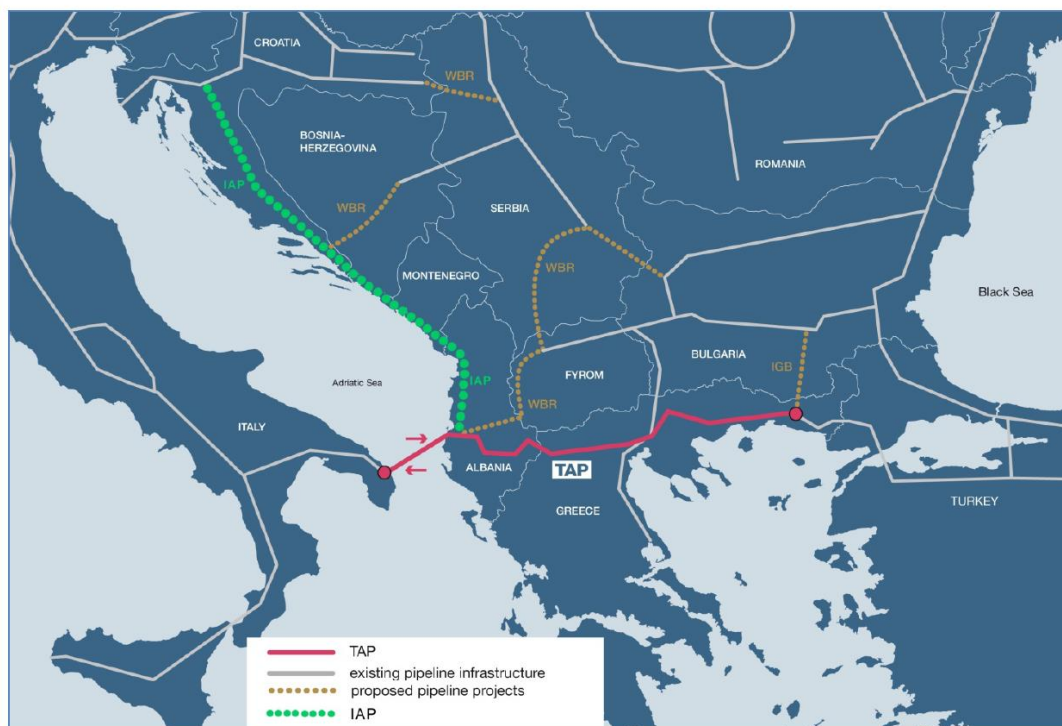 CROATIA
WBR
BOSNIA-
HERZEGOVINA
ROMANIA
IAP
WBR
SERBIA
WBR
MONTENEGRO
Black Sea
BULGARIA
IGB
FYROM
Adriatic Sea
IAP
WBR
ITALY
ALBANIA
TAP
GREECE
TURKEY
TAP
existing pipeline infrastructure
proposed pipeline projects
IAP